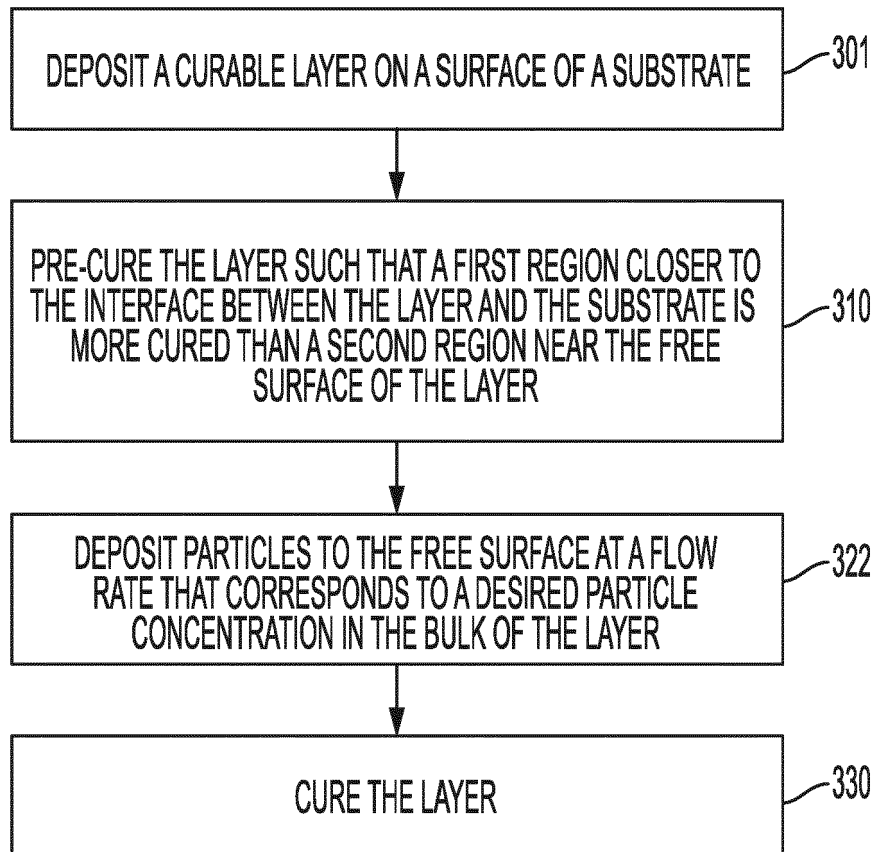 DEPOSIT A CURABLE LAYER ON A SURFACE OF A SUBSTRATE
301
PRE-CURE THE LAYER SUCH THAT A FIRST REGION CLOSER TO
THE INTERFACE BETWEEN THE LAYER AND THE SUBSTRATE IS
MORE CURED THAN A SECOND REGION NEAR THE FREE
SURFACE OF THE LAYER
310
DEPOSIT PARTICLES TO THE FREE SURFACE AT A FLOW
RATE THAT CORRESPONDS TO A DESIRED PARTICLE
CONCENTRATION IN THE BULK OF THE LAYER
322
CURE THE LAYER
330